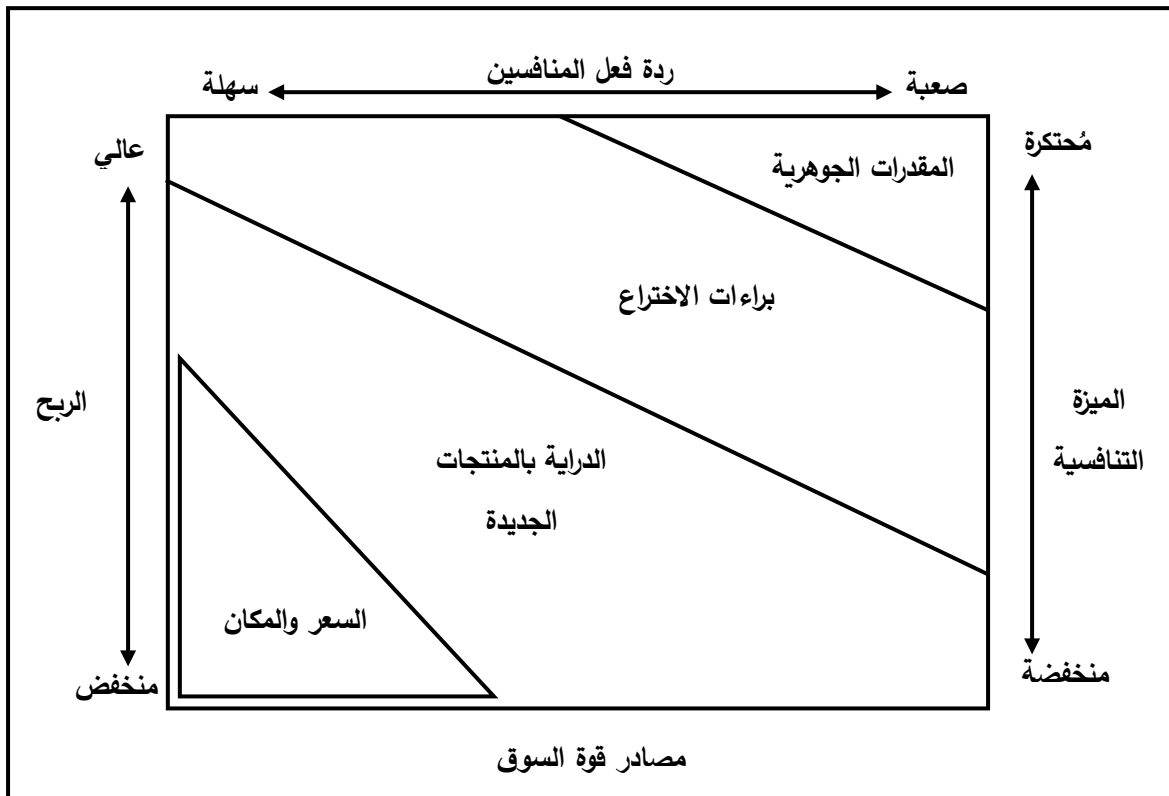 ردة فعل المنافسين
صعبة
سهلة
مُحتكرة
عالي
المقدرات الجوهرية
براءات الاختراع
الميزة
التنافسية
الربح
الدراية بالمنتجات
الجديدة
السعر والمكان
منخفضة
منخفض
مصادر قوة السوق